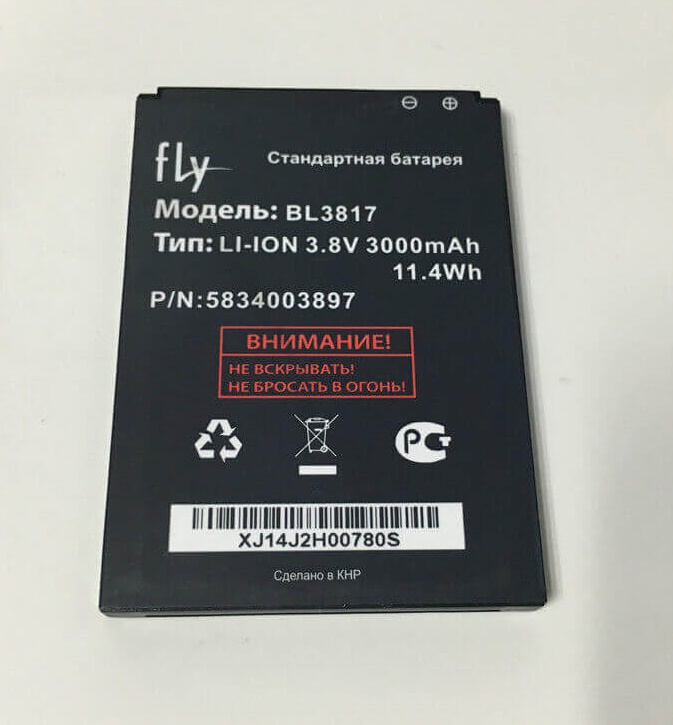 ⊖ ⊕
fly
Стандартная батарея
Модель: BL3817
Тип: LI-ION 3.8V 3000mAh
11.4Wh
P/N:5834003897
ВНИМАНИЕ!
НЕ ВСКРЫВАТЬ!
НЕ БРОСАТЬ В ОГОНЬ!
РСТ
XJ14J2H00780S
Сделано в КНР